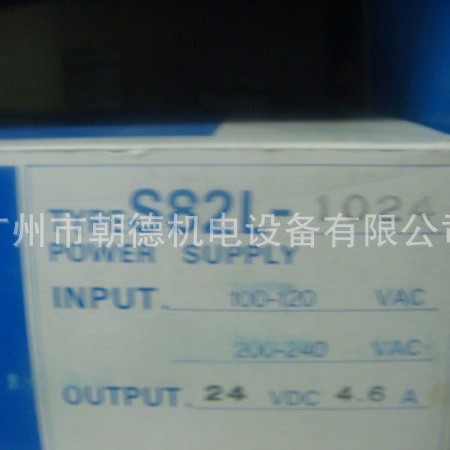 TYPE S82L-1024
广州市朝德机电设备有限公司
POWER SUPPLY
INPUT 100-120 VAC
200-240 VAC
OUTPUT 24 VDC 4.6 A